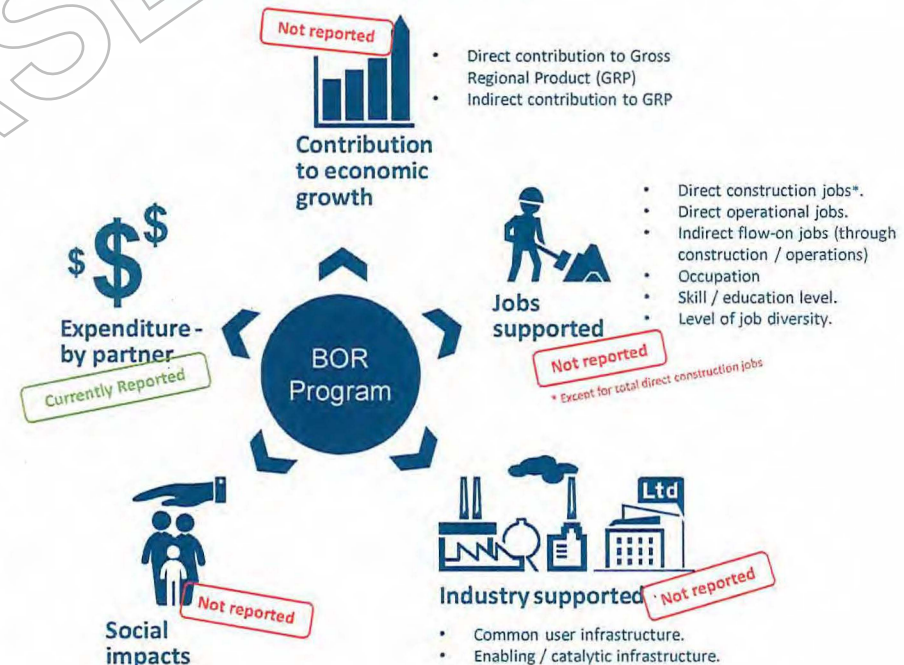 Not reported
• Direct contribution to Gross
Regional Product (GRP)
• Indirect contribution to GRP
Contribution
to economic
growth
• Direct construction jobs*.
• Direct operational jobs.
• Indirect flow-on jobs (through
construction / operations)
• Occupation
• Skill / education level.
• Level of job diversity.
Jobs
supported
Not reported
* Except for total direct construction jobs
$$$
Expenditure -
by partner
Currently Reported
BOR
Program
Ltd
Industry supported
Not reported
• Common user infrastructure.
• Enabling / catalytic infrastructure.
Not reported
Social
impacts